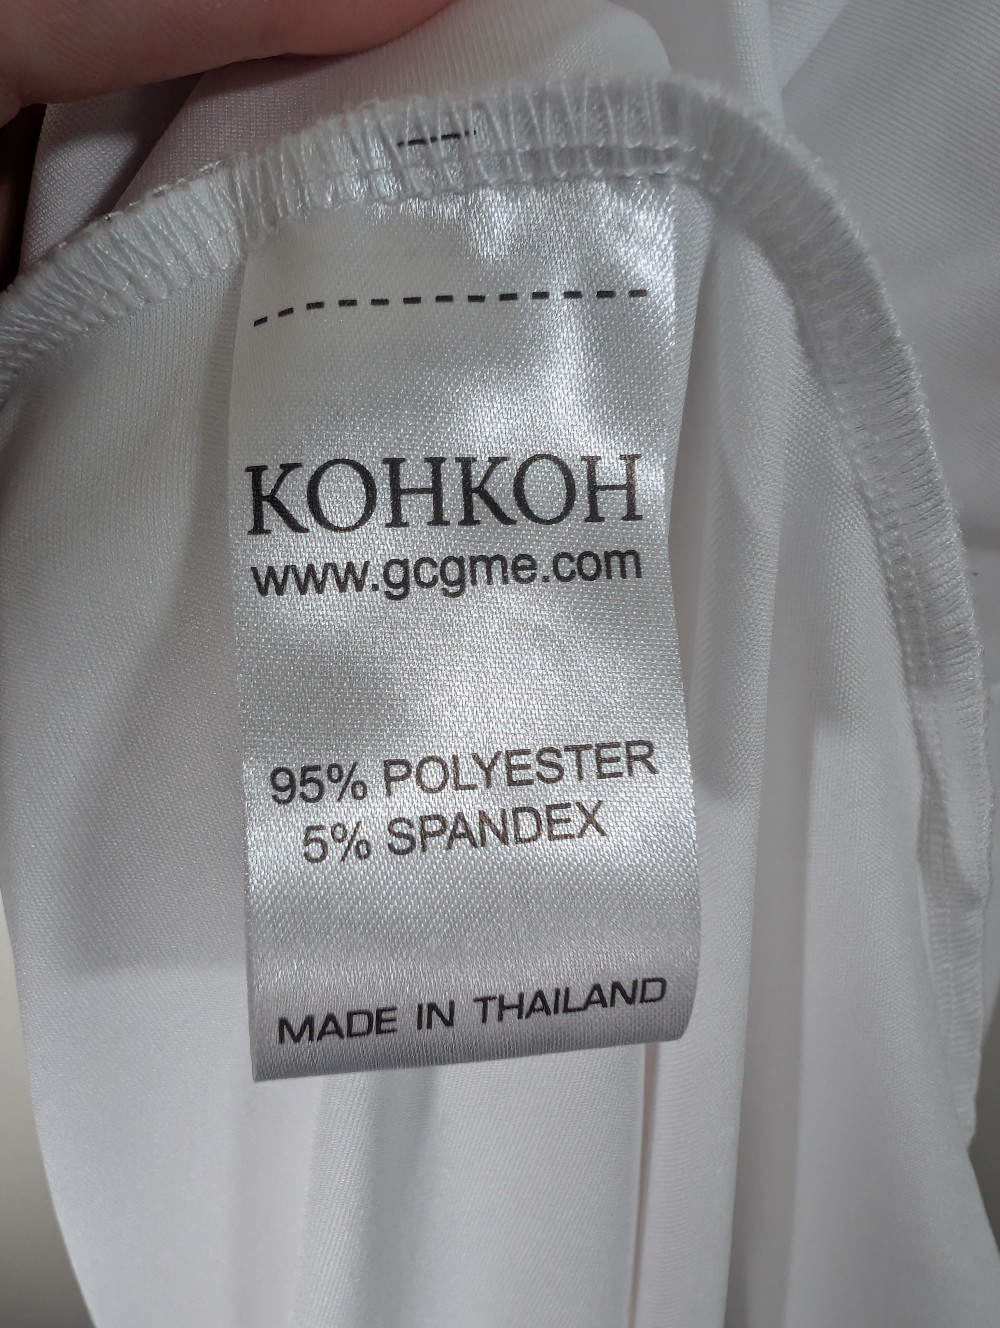 KOHKOH
www.gcgme.com
95% POLYESTER
5% SPANDEX
MADE IN THAILAND